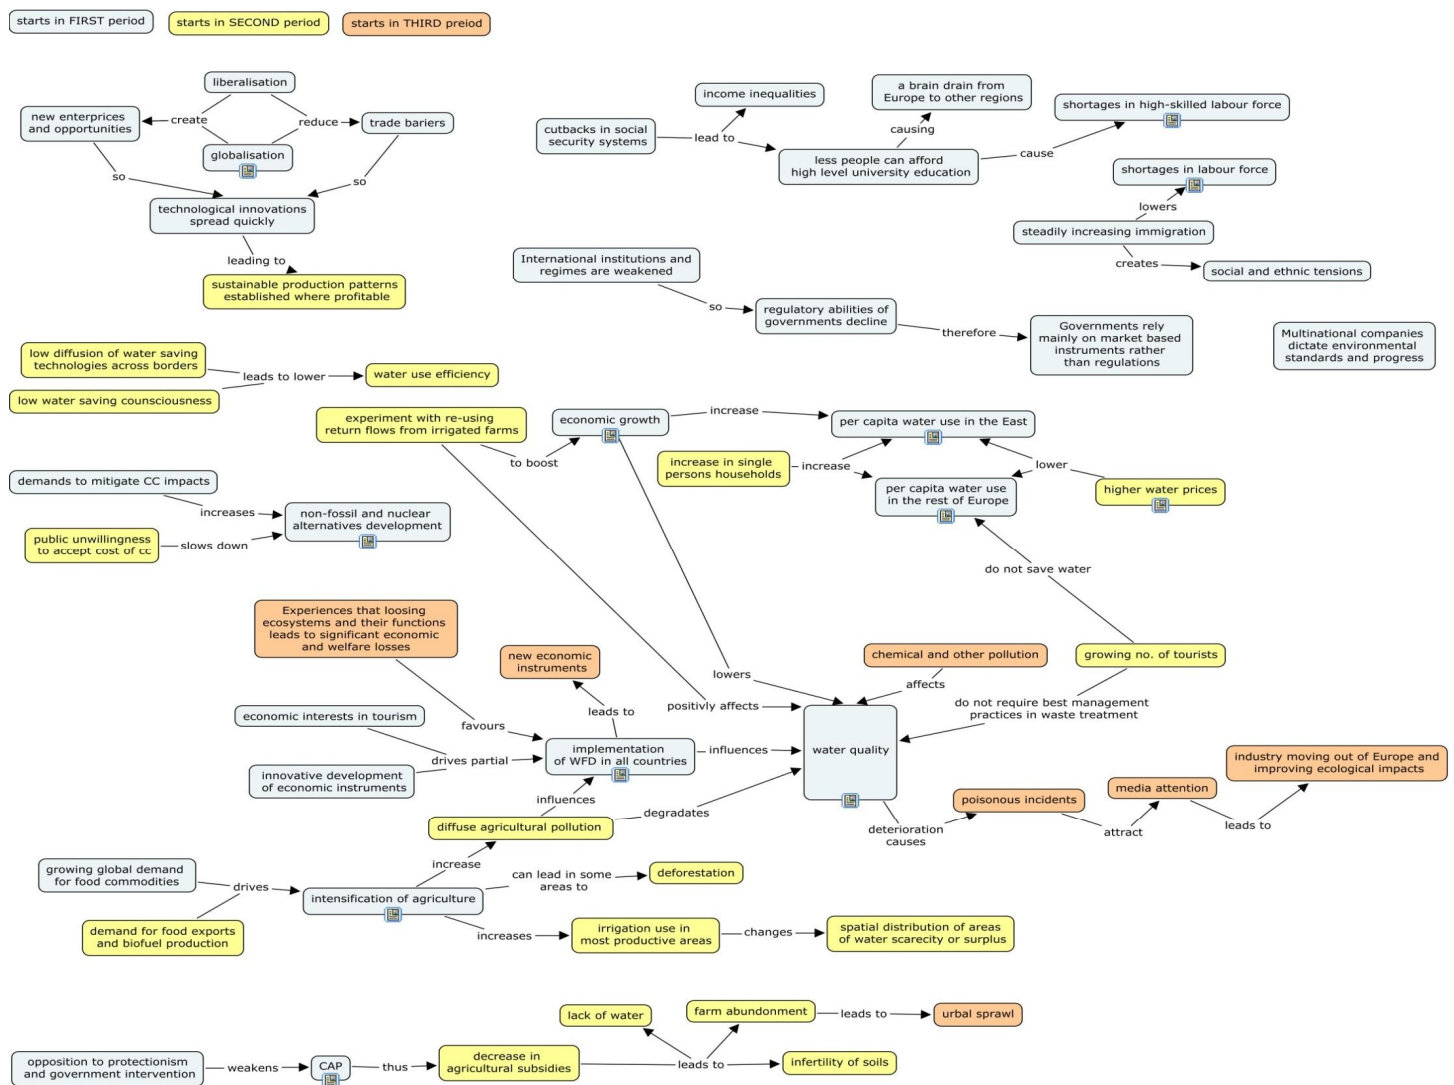 starts in FIRST period
starts in SECOND period
starts in THIRD preiod
liberalisation
new enterprices
and opportunities
create
reduce
trade bariers
globalisation
so
so
technological innovations
spread quickly
leading to
sustainable production patterns
established where profitable
income inequalities
a brain drain from
Europe to other regions
shortages in high-skilled labour force
cutbacks in social
security systems
lead to
causing
less people can afford
high level university education
cause
shortages in labour force
lowers
steadily increasing immigration
creates
social and ethnic tensions
International institutions and
regimes are weakened
so
regulatory abilities of
governments decline
therefore
Governments rely
mainly on market based
instruments rather
than regulations
Multinational companies
dictate environmental
standards and progress
low diffusion of water saving
technologies across borders
leads to lower
water use efficiency
low water saving counsciousness
experiment with re-using
return flows from irrigated farms
to boost
economic growth
increase
per capita water use in the East
increase in single
persons households
increase
lower
per capita water use
in the rest of Europe
higher water prices
demands to mitigate CC impacts
increases
non-fossil and nuclear
alternatives development
public unwillingness
to accept cost of cc
slows down
do not save water
Experiences that loosing
ecosystems and their functions
leads to significant economic
and welfare losses
new economic
instruments
chemical and other pollution
growing no. of tourists
lowers
affects
leads to
positivly affects
do not require best management
practices in waste treatment
economic interests in tourism
favours
drives partial
implementation
of WFD in all countries
influences
water quality
innovative development
of economic instruments
influences
degradates
diffuse agricultural pollution
deterioration
causes
poisonous incidents
attract
media attention
leads to
industry moving out of Europe and
improving ecological impacts
growing global demand
for food commodities
drives
increase
intensification of agriculture
can lead in some
areas to
deforestation
demand for food exports
and biofuel production
increases
irrigation use in
most productive areas
changes
spatial distribution of areas
of water scarecity or surplus
lack of water
farm abundonment
leads to
urbal sprawl
opposition to protectionism
and government intervention
weakens
CAP
thus
decrease in
agricultural subsidies
leads to
infertility of soils